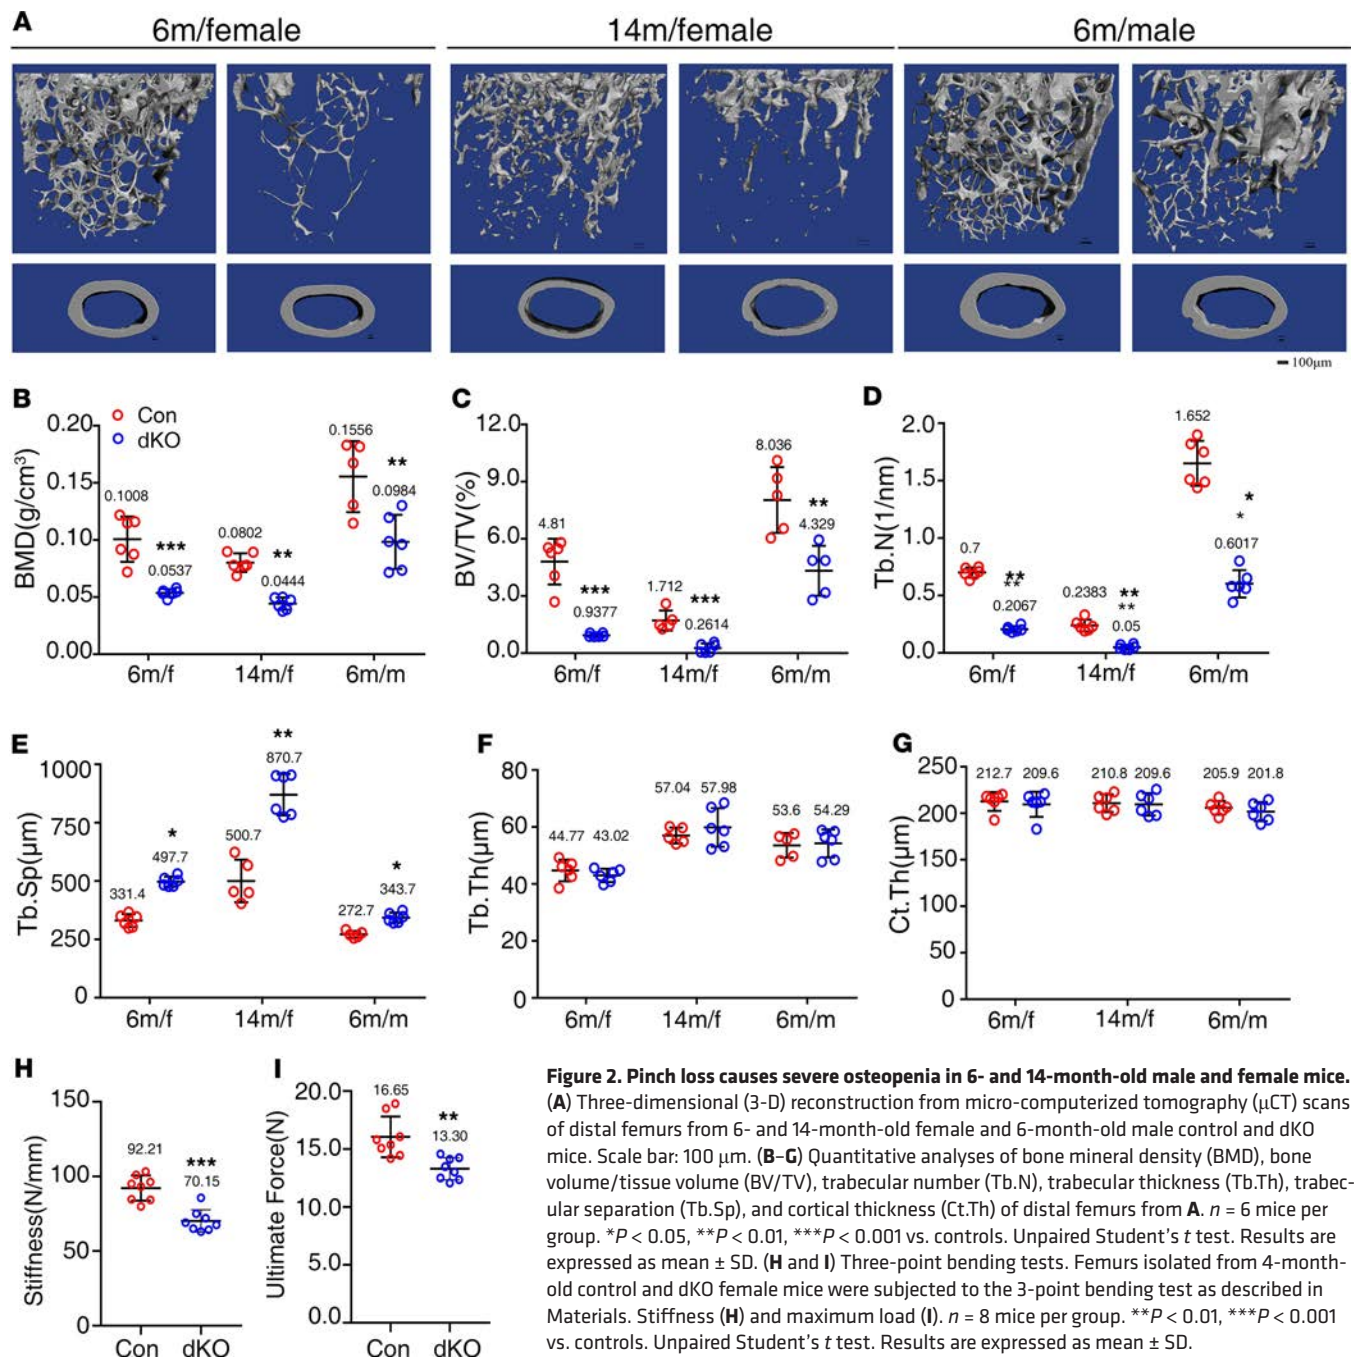 A
6m/female
14m/female
6m/male
100µm
B
Con
dKO
BMD(g/cm³)
0.20
0.15
0.10
0.05
0.00
0.1008
***
0.0537
0.0802
**
0.0444
0.1556
**
0.0984
6m/f
14m/f
6m/m
C
BV/TV(%)
12.0
9.0
6.0
3.0
0.0
4.81
***
0.9377
1.712
***
0.2614
8.036
**
4.329
6m/f
14m/f
6m/m
D
Tb.N(1/nm)
2.0
1.5
1.0
0.5
0.0
0.7
**
**
0.2067
0.2383
**
**
0.05
1.652
*
*
0.6017
6m/f
14m/f
6m/m
E
Tb.Sp(µm)
1000
750
500
250
0
331.4
*
497.7
500.7
**
870.7
272.7
*
343.7
6m/f
14m/f
6m/m
F
Tb.Th(µm)
80
60
40
20
0
44.77
43.02
57.04
57.98
53.6
54.29
6m/f
14m/f
6m/m
G
Ct.Th(µm)
250
200
150
100
50
0
212.7
209.6
210.8
209.6
205.9
201.8
6m/f
14m/f
6m/m
H
Stiffness(N/mm)
150
100
50
0
92.21
***
70.15
Con
dKO
I
Ultimate Force(N)
20.0
15.0
10.0
5.0
0.0
16.65
**
13.30
Con
dKO
Figure 2. Pinch loss causes severe osteopenia in 6- and 14-month-old male and female mice.
(A) Three-dimensional (3-D) reconstruction from micro-computerized tomography (µCT) scans
of distal femurs from 6- and 14-month-old female and 6-month-old male control and dKO
mice. Scale bar: 100 µm. (B–G) Quantitative analyses of bone mineral density (BMD), bone
volume/tissue volume (BV/TV), trabecular number (Tb.N), trabecular thickness (Tb.Th), trabec-
ular separation (Tb.Sp), and cortical thickness (Ct.Th) of distal femurs from A. n = 6 mice per
group. *P < 0.05, **P < 0.01, ***P < 0.001 vs. controls. Unpaired Student's t test. Results are
expressed as mean ± SD. (H and I) Three-point bending tests. Femurs isolated from 4-month-
old control and dKO female mice were subjected to the 3-point bending test as described in
Materials. Stiffness (H) and maximum load (I). n = 8 mice per group. **P < 0.01, ***P < 0.001
vs. controls. Unpaired Student's t test. Results are expressed as mean ± SD.